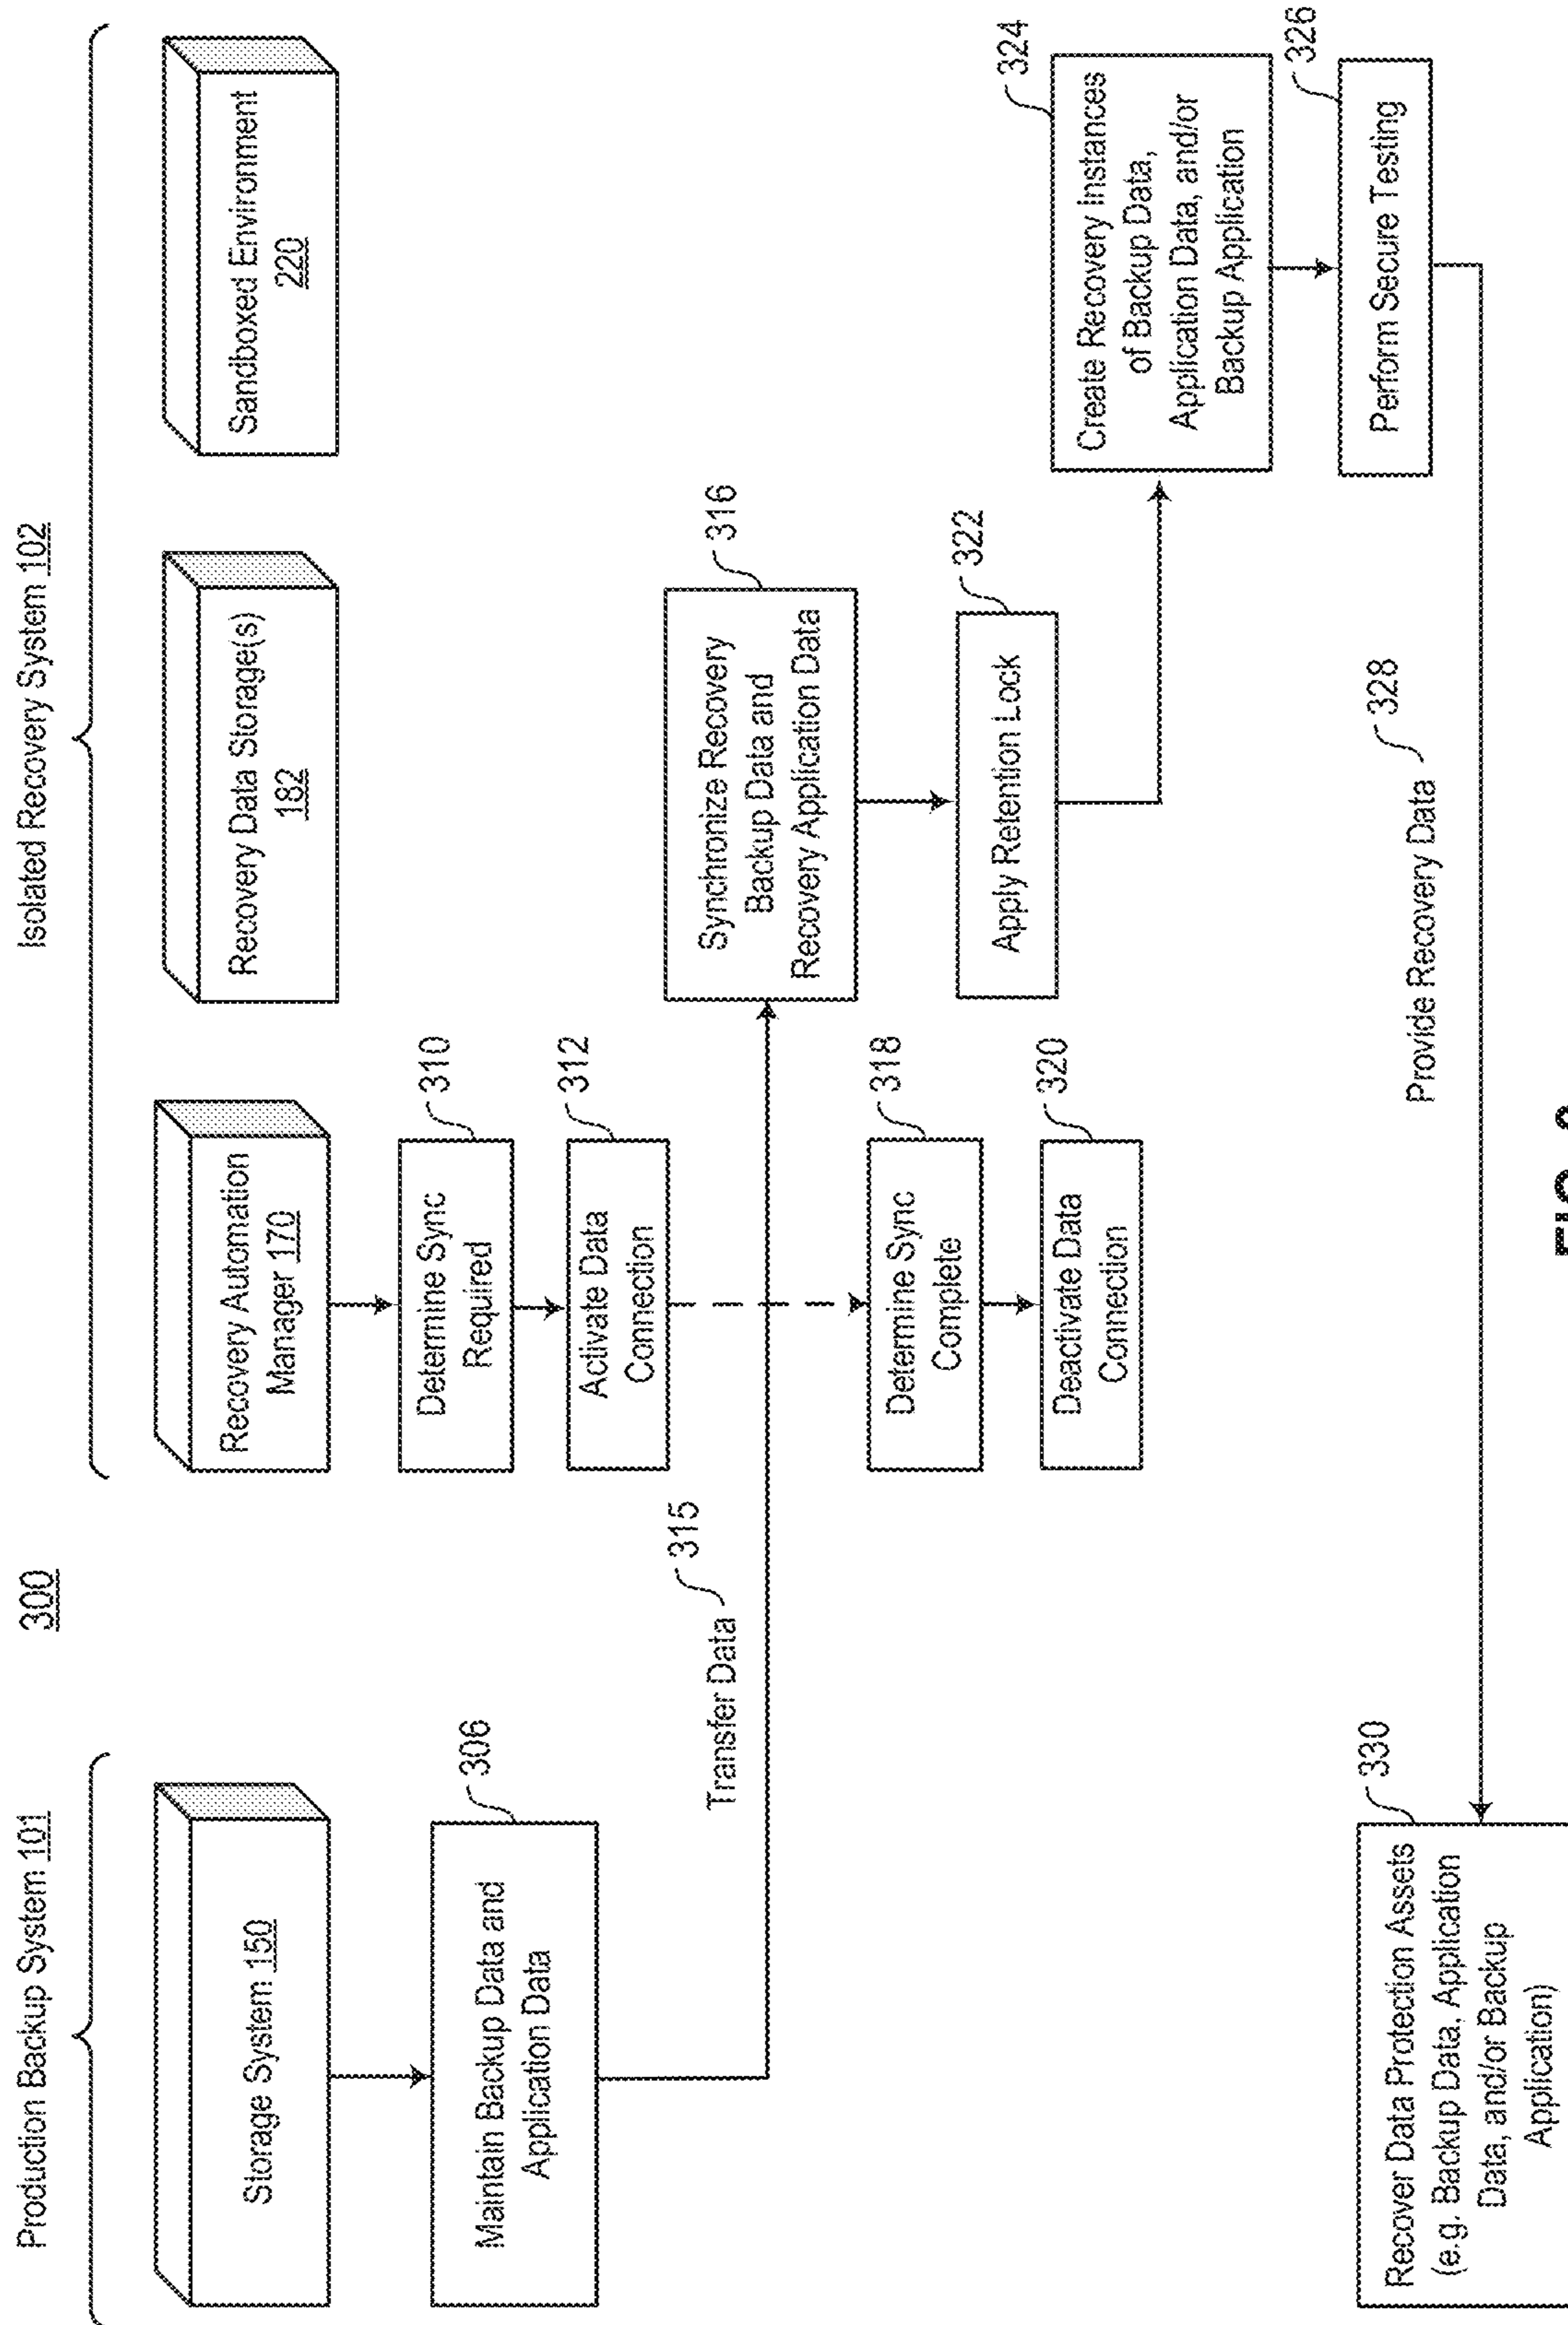 300
Production Backup System 101
Isolated Recovery System 102
Storage System 150
Recovery Automation
Manager 170
Recovery Data Storage(s)
182
Sandboxed Environment
220
306
Maintain Backup Data and
Application Data
310
Determine Sync
Required
312
Activate Data
Connection
Transfer Data
315
316
Synchronize Recovery
Backup Data and
Recovery Application Data
318
Determine Sync
Complete
320
Deactivate Data
Connection
322
Apply Retention Lock
324
Create Recovery Instances
of Backup Data,
Application Data, and/or
Backup Application
326
Perform Secure Testing
Provide Recovery Data
328
330
Recover Data Protection Assets
(e.g. Backup Data, Application
Data, and/or Backup
Application)
FIG.